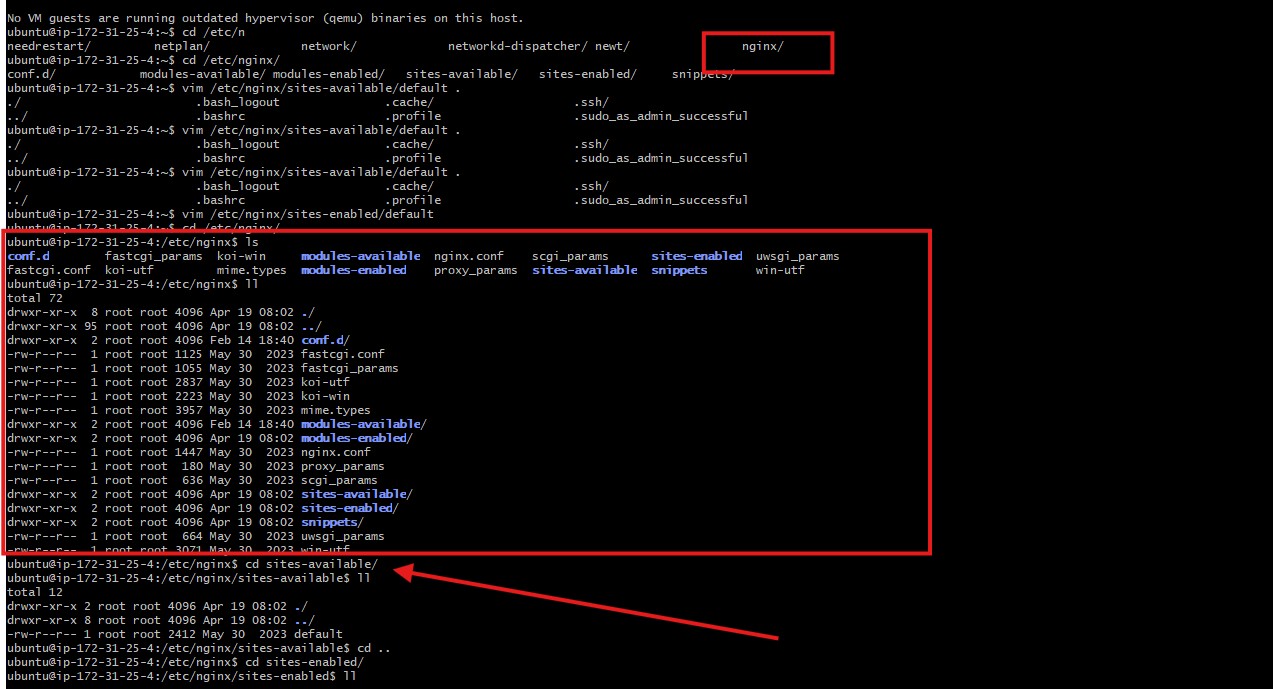 No VM guests are running outdated hypervisor (qemu) binaries on this host.
ubuntu@ip-172-31-25-4:~$ cd /etc/n
needrestart/ netplan/ network/ networkd-dispatcher/ newt/ nginx/
ubuntu@ip-172-31-25-4:~$ cd /etc/nginx/
conf.d/ modules-available/ modules-enabled/ sites-available/ sites-enabled/ snippets/
ubuntu@ip-172-31-25-4:~$ vim /etc/nginx/sites-available/default .
./ .bash_logout .cache/ .ssh/
../ .bashrc .profile .sudo_as_admin_successful
ubuntu@ip-172-31-25-4:~$ vim /etc/nginx/sites-available/default .
./ .bash_logout .cache/ .ssh/
../ .bashrc .profile .sudo_as_admin_successful
ubuntu@ip-172-31-25-4:~$ vim /etc/nginx/sites-available/default .
./ .bash_logout .cache/ .ssh/
../ .bashrc .profile .sudo_as_admin_successful
ubuntu@ip-172-31-25-4:~$ vim /etc/nginx/sites-enabled/default
ubuntu@ip-172-31-25-4:~$ cd /etc/nginx/
ubuntu@ip-172-31-25-4:/etc/nginx$ ls
conf.d fastcgi_params koi-win modules-available nginx.conf scgi_params sites-enabled uwsgi_params
fastcgi.conf koi-utf mime.types modules-enabled proxy_params sites-available snippets win-utf
ubuntu@ip-172-31-25-4:/etc/nginx$ ll
total 72
drwxr-xr-x 8 root root 4096 Apr 19 08:02 ./
drwxr-xr-x 95 root root 4096 Apr 19 08:02 ../
drwxr-xr-x 2 root root 4096 Feb 14 18:40 conf.d/
-rw-r--r-- 1 root root 1125 May 30 2023 fastcgi.conf
-rw-r--r-- 1 root root 1055 May 30 2023 fastcgi_params
-rw-r--r-- 1 root root 2837 May 30 2023 koi-utf
-rw-r--r-- 1 root root 2223 May 30 2023 koi-win
-rw-r--r-- 1 root root 3957 May 30 2023 mime.types
drwxr-xr-x 2 root root 4096 Feb 14 18:40 modules-available/
drwxr-xr-x 2 root root 4096 Apr 19 08:02 modules-enabled/
-rw-r--r-- 1 root root 1447 May 30 2023 nginx.conf
-rw-r--r-- 1 root root 180 May 30 2023 proxy_params
-rw-r--r-- 1 root root 636 May 30 2023 scgi_params
drwxr-xr-x 2 root root 4096 Apr 19 08:02 sites-available/
drwxr-xr-x 2 root root 4096 Apr 19 08:02 sites-enabled/
drwxr-xr-x 2 root root 4096 Apr 19 08:02 snippets/
-rw-r--r-- 1 root root 664 May 30 2023 uwsgi_params
-rw-r--r-- 1 root root 3071 May 30 2023 win-utf
ubuntu@ip-172-31-25-4:/etc/nginx$ cd sites-available/
ubuntu@ip-172-31-25-4:/etc/nginx/sites-available$ ll
total 12
drwxr-xr-x 2 root root 4096 Apr 19 08:02 ./
drwxr-xr-x 8 root root 4096 Apr 19 08:02 ../
-rw-r--r-- 1 root root 2412 May 30 2023 default
ubuntu@ip-172-31-25-4:/etc/nginx/sites-available$ cd ..
ubuntu@ip-172-31-25-4:/etc/nginx$ cd sites-enabled/
ubuntu@ip-172-31-25-4:/etc/nginx/sites-enabled$ ll